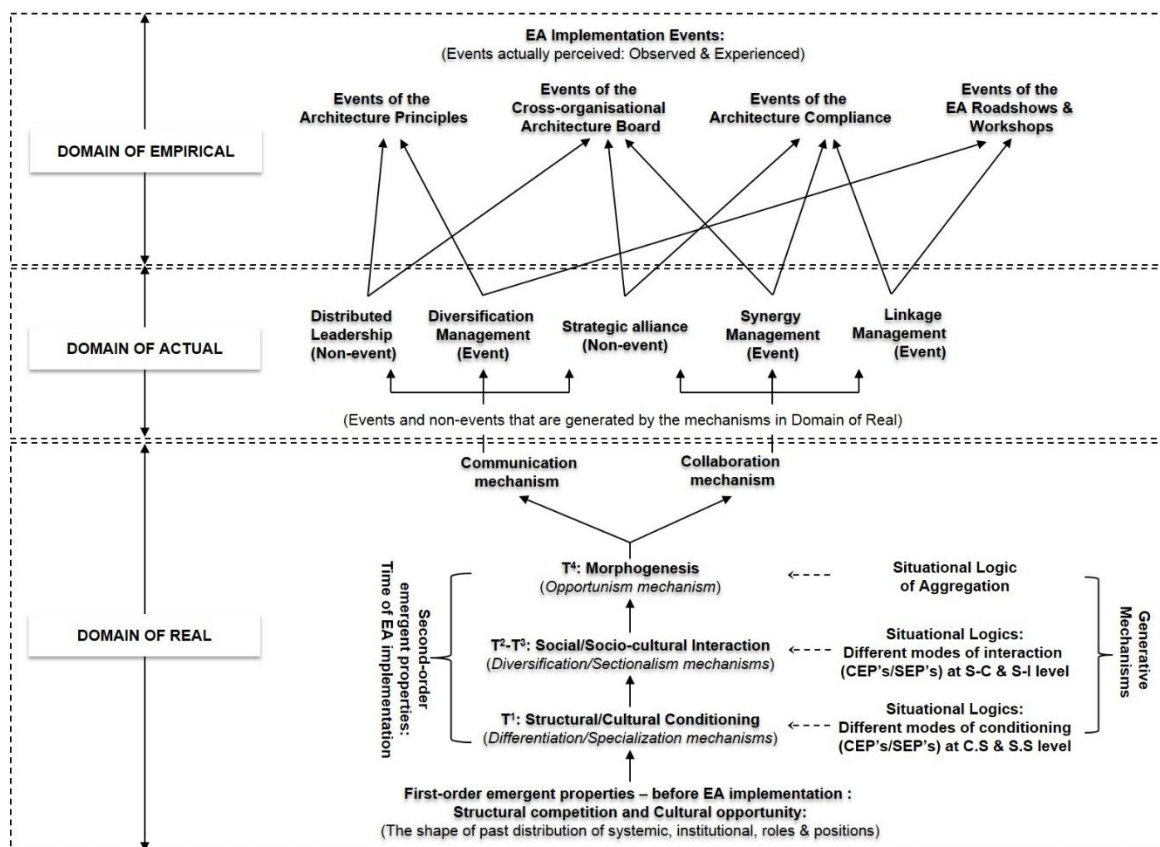 EA Implementation Events:
(Events actually perceived: Observed & Experienced)
Events of the
Architecture Principles
Events of the
Cross-organisational
Architecture Board
Events of the
Architecture Compliance
Events of the
EA Roadshows &
Workshops
DOMAIN OF EMPIRICAL
Distributed
Leadership
(Non-event)
Diversification
Management
(Event)
Strategic alliance
(Non-event)
Synergy
Management
(Event)
Linkage
Management
(Event)
DOMAIN OF ACTUAL
(Events and non-events that are generated by the mechanisms in Domain of Real)
Communication
mechanism
Collaboration
mechanism
DOMAIN OF REAL
Second-order
emergent properties:
Time of EA implementation
T⁴: Morphogenesis
(Opportunism mechanism)
Situational Logic
of Aggregation
T²-T³: Social/Socio-cultural Interaction
(Diversification/Sectionalism mechanisms)
Situational Logics:
Different modes of interaction
(CEP's/SEP's) at S-C & S-I level
T¹: Structural/Cultural Conditioning
(Differentiation/Specialization mechanisms)
Situational Logics:
Different modes of conditioning
(CEP's/SEP's) at C.S & S.S level
Generative
Mechanisms
First-order emergent properties – before EA implementation :
Structural competition and Cultural opportunity:
(The shape of past distribution of systemic, institutional, roles & positions)